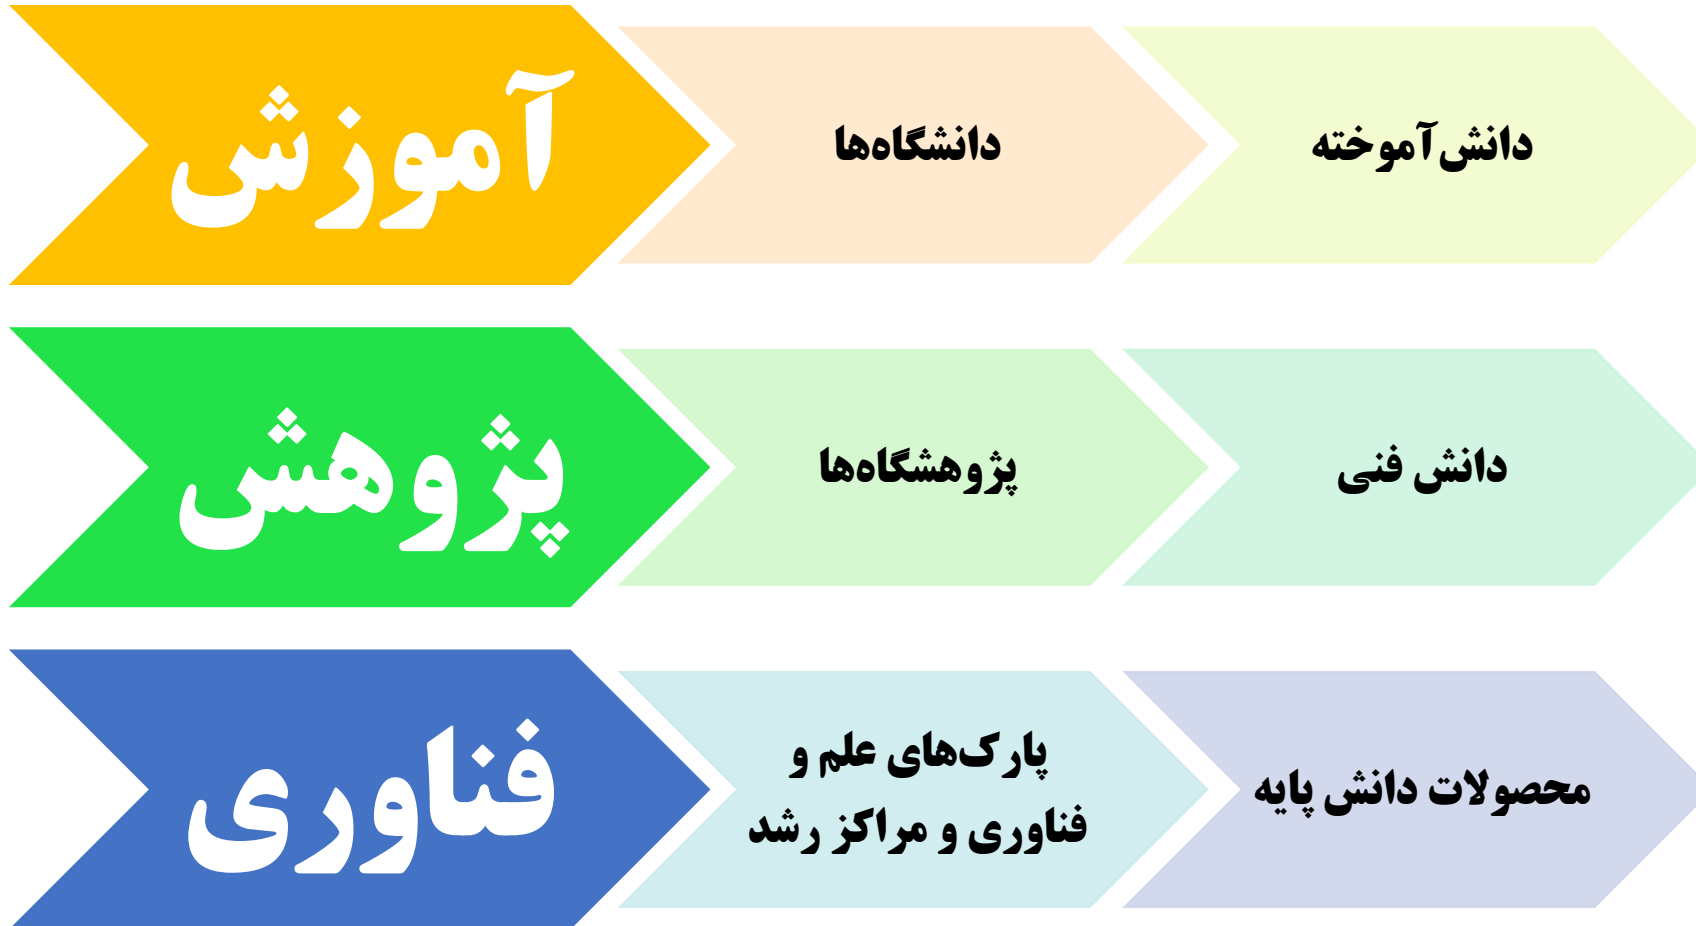 آموزش
دانشگاه‌ها
دانش‌آموخته
پژوهش
پژوهشگاه‌ها
دانش فنی
فناوری
پارک‌های علم و
فناوری و مراکز رشد
محصولات دانش پایه